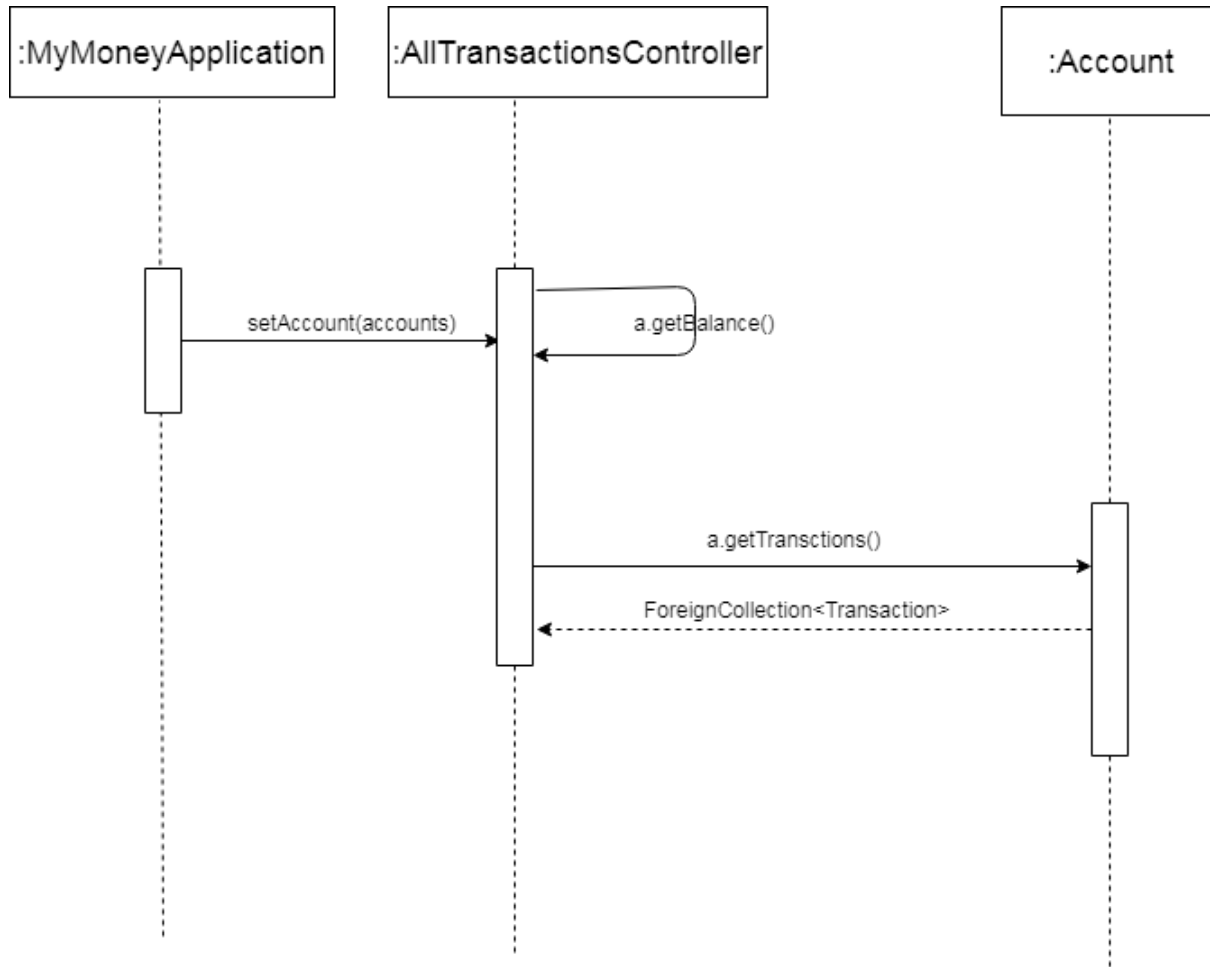 :MyMoneyApplication
:AllTransactionsController
:Account
setAccount(accounts)
a.getBalance()
a.getTransctions()
ForeignCollection<Transaction>